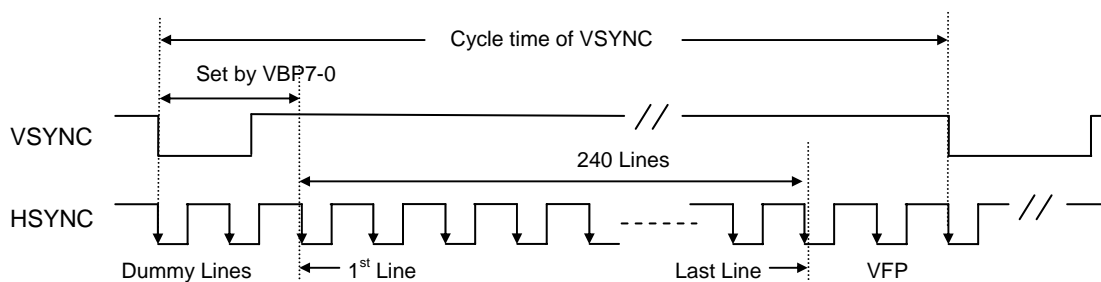 Cycle time of VSYNC
Set by VBP7-0
VSYNC
240 Lines
HSYNC
Dummy Lines 1st Line Last Line VFP